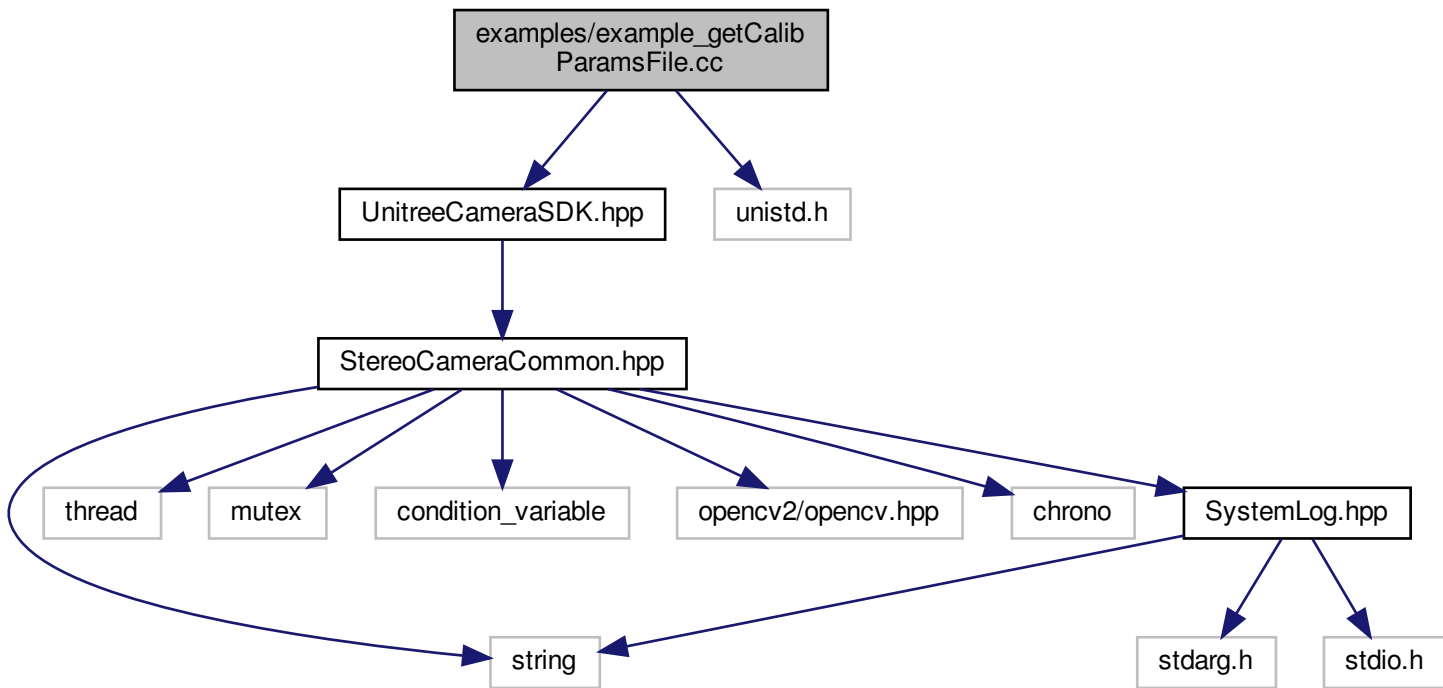 examples/example_getCalib
ParamsFile.cc
UnitreeCameraSDK.hpp
unistd.h
StereoCameraCommon.hpp
thread
mutex
condition_variable
opencv2/opencv.hpp
chrono
SystemLog.hpp
string
stdarg.h
stdio.h